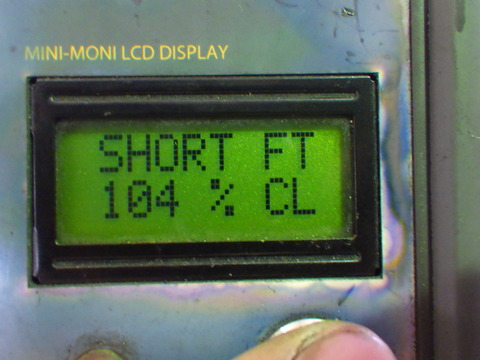 MINI-MONI LCD DISPLAY
SHORT FT
104 % CL